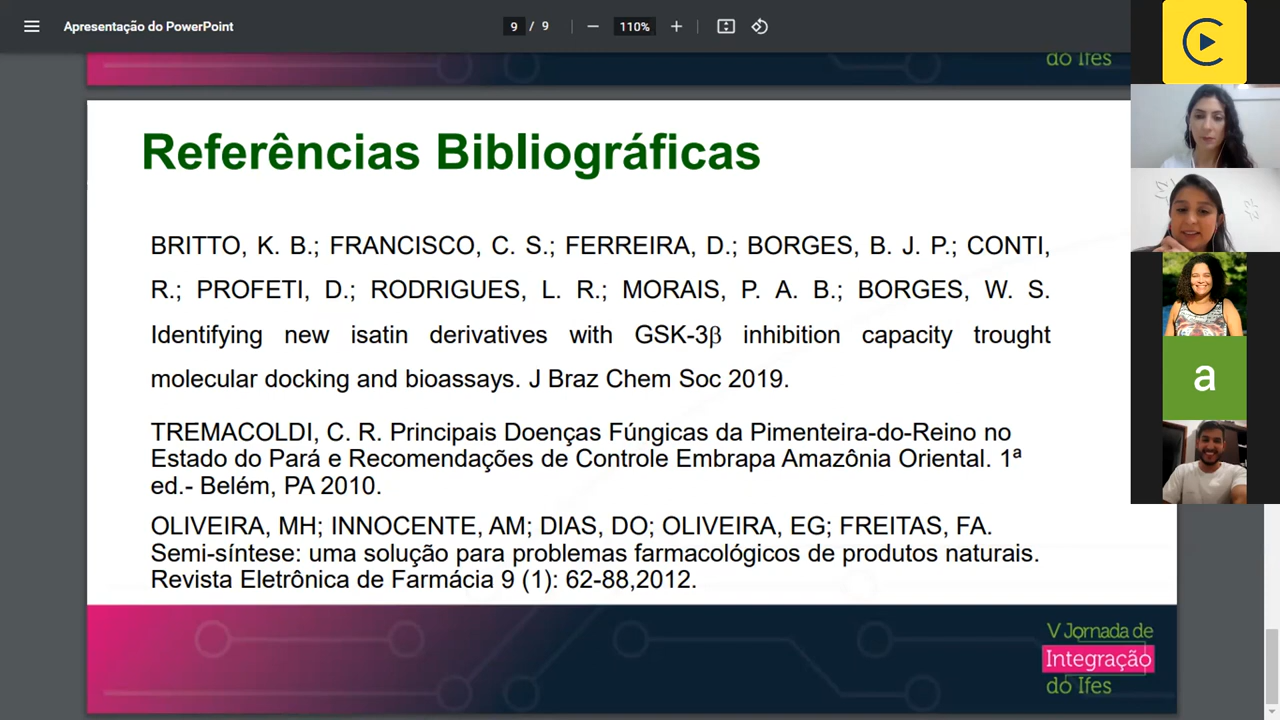 Apresentação do PowerPoint
9 / 9
110%
do Ifes
Referências Bibliográficas
BRITTO, K. B.; FRANCISCO, C. S.; FERREIRA, D.; BORGES, B. J. P.; CONTI,
R.; PROFETI, D.; RODRIGUES, L. R.; MORAIS, P. A. B.; BORGES, W. S.
Identifying new isatin derivatives with GSK-3β inhibition capacity trought
molecular docking and bioassays. J Braz Chem Soc 2019.
TREMACOLDI, C. R. Principais Doenças Fúngicas da Pimenteira-do-Reino no
Estado do Pará e Recomendações de Controle Embrapa Amazônia Oriental. 1ª
ed.- Belém, PA 2010.
OLIVEIRA, MH; INNOCENTE, AM; DIAS, DO; OLIVEIRA, EG; FREITAS, FA.
Semi-síntese: uma solução para problemas farmacológicos de produtos naturais.
Revista Eletrônica de Farmácia 9 (1): 62-88,2012.
V Jornada de
Integração
do Ifes
a